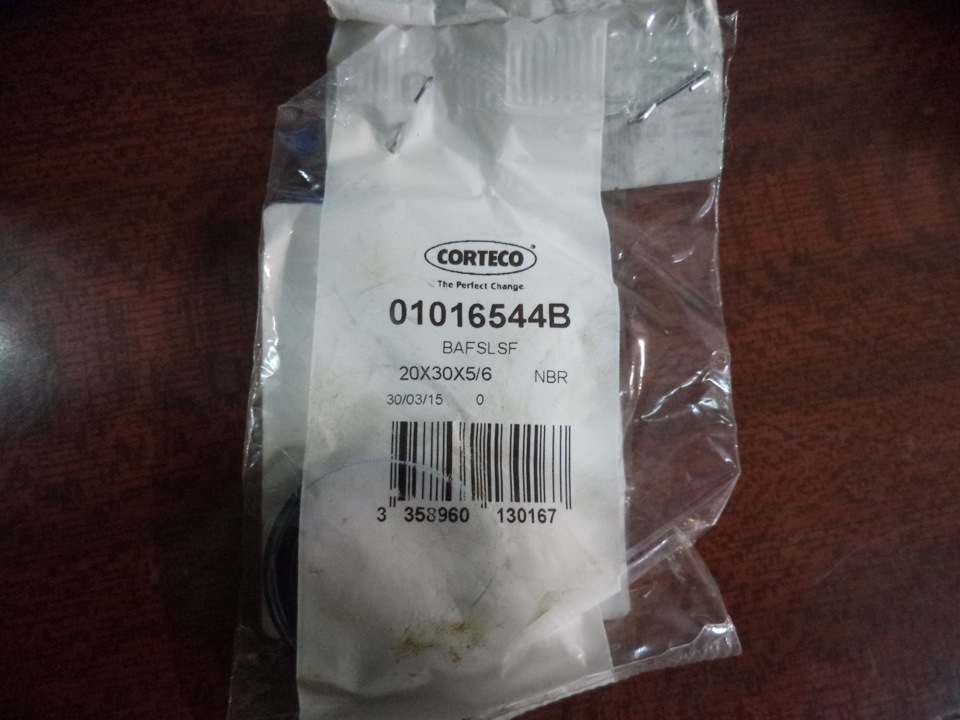 CORTECO
The Perfect Change
01016544B
BAFSLSF
20X30X5/6 NBR
30/03/15 0
3 358960 130167